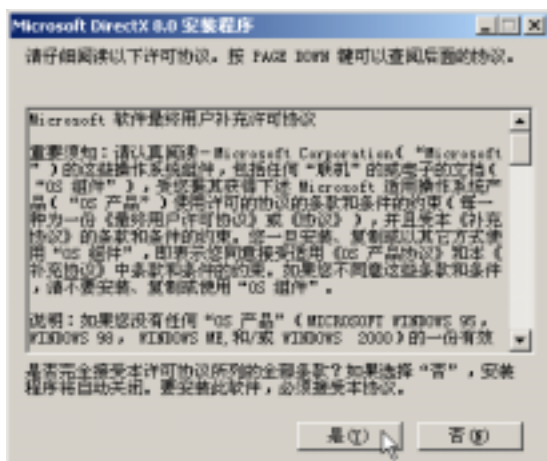 Microsoft DirectX 8.0 安装程序
请仔细阅读以下许可协议。按 PAGE DOWN 键可以查阅后面的协议。
Microsoft 软件最终用户补充许可协议
重要须知：请认真阅读－Microsoft Corporation( “Microsoft
” )的这些操作系统组件，包括任何 “联机” 的或电子的文档(
“OS 组件” )，受您要其获得下述 Microsoft 适用操作系统产
品( “OS 产品” )使用许可的协议的条款和条件的约束(每一
种为一份《最终用户许可协议》或《协议》)，并且受本《补充
协议》的条款和条件的约束。您一旦安装、复制或以其它方式使
用 “OS 组件”，即表示您同意接受适用《OS 产品协议》和本《
补充协议》中条款和条件的约束。如果您不同意这些条款和条件
，请不要安装、复制或使用 “OS 组件”。
说明：如果您没有任何 “OS 产品” (MICROSOFT WINDOWS 95，
WINDOWS 98， WINDOWS ME,和/或 WINDOWS 2000)的一份有效
是否完全接受本许可协议所列的全部条款？如果选择 “否”，安装
程序将自动关闭。要安装此软件，必须接受本协议。
是(Y) 否(N)